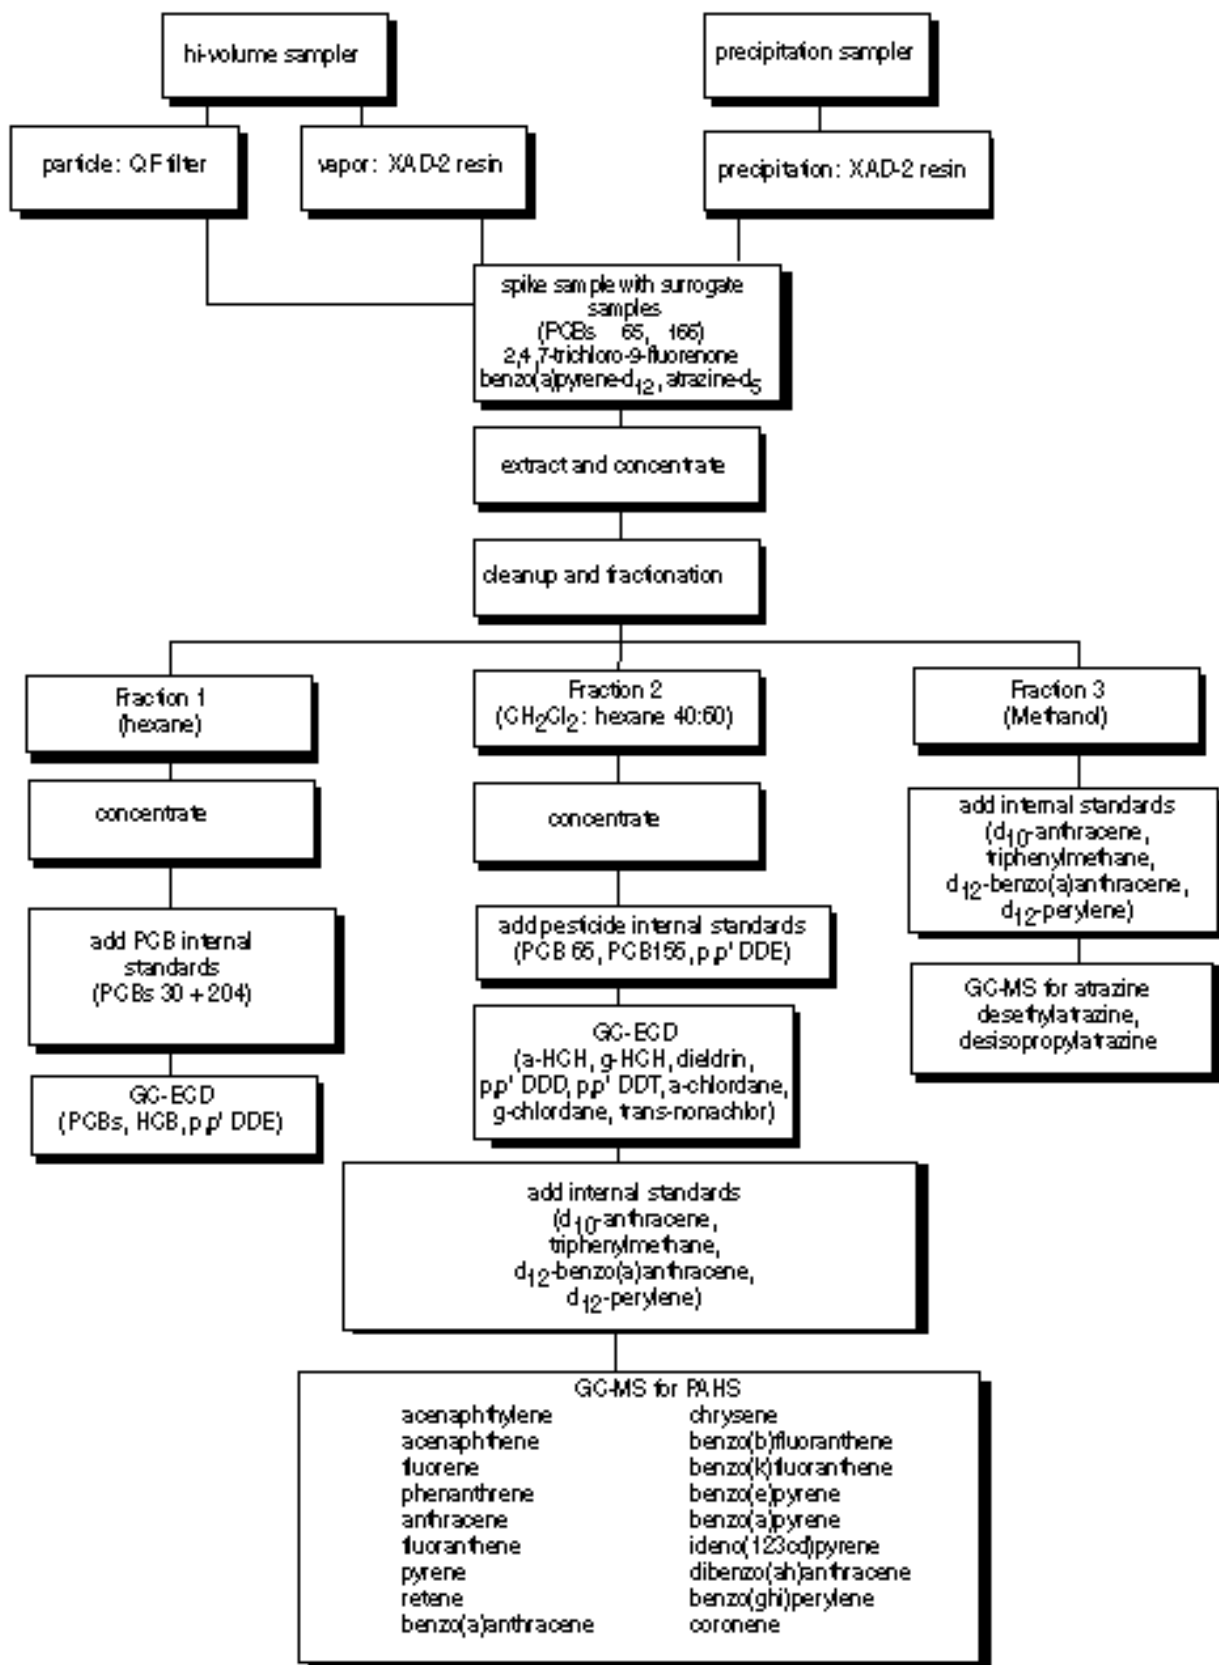 hi-volume sampler
precipitation sampler
particle: QF filter
vapor: XAD-2 resin
precipitation: XAD-2 resin
spike sample with surrogate
samples
(PCBs 65, 166)
2,4,7-trichloro-9-fluorenone
benzo(a)pyrene-d12, atrazine-d5
extract and concentrate
cleanup and fractionation
Fraction 1
(hexane)
Fraction 2
(CH2Cl2: hexane 40:60)
Fraction 3
(Methanol)
concentrate
concentrate
add internal standards
(d10-anthracene,
triphenylmethane,
d12-benzo(a)anthracene,
d12-perylene)
add PCB internal
standards
(PCBs 30 + 204)
add pesticide internal standards
(PCB 65, PCB155, p,p' DDE)
GC-MS for atrazine
desethylatrazine,
desisopropylatrazine
GC-ECD
(PCBs, HCB, p,p' DDE)
GC-ECD
(a-HCH, g-HCH, dieldrin,
p,p' DDD, p,p' DDT, a-chlordane,
g-chlordane, trans-nonachlor)
add internal standards
(d10-anthracene,
triphenylmethane,
d12-benzo(a)anthracene,
d12-perylene)
GC-MS for PAHS
acenaphthylene
acenaphthene
fluorene
phenanthrene
anthracene
fluoranthene
pyrene
retene
benzo(a)anthracene
chrysene
benzo(b)fluoranthene
benzo(k)fluoranthene
benzo(e)pyrene
benzo(a)pyrene
ideno(123cd)pyrene
dibenzo(ah)anthracene
benzo(ghi)perylene
coronene